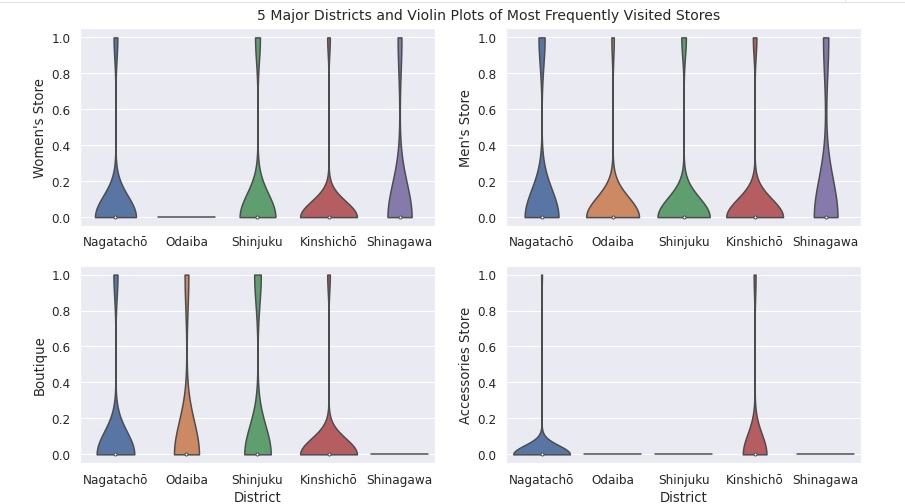 5 Major Districts and Violin Plots of Most Frequently Visited Stores
Women's Store
1.0
0.8
0.6
0.4
0.2
0.0
Nagatachō Odaiba Shinjuku Kinshichō Shinagawa
Men's Store
1.0
0.8
0.6
0.4
0.2
0.0
Nagatachō Odaiba Shinjuku Kinshichō Shinagawa
Boutique
1.0
0.8
0.6
0.4
0.2
0.0
Nagatachō Odaiba Shinjuku Kinshichō Shinagawa
District
Accessories Store
1.0
0.8
0.6
0.4
0.2
0.0
Nagatachō Odaiba Shinjuku Kinshichō Shinagawa
District